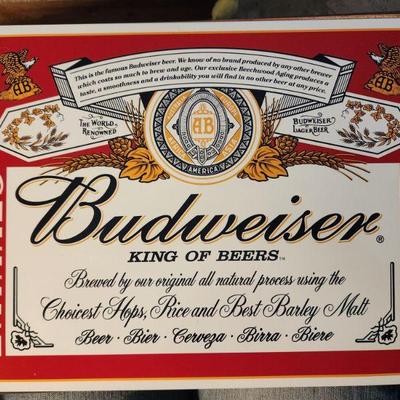 This is the famous Budweiser beer. We know of no brand produced by any other brewer
which costs so much to brew and age. Our exclusive Beechwood Aging produces a
taste, a smoothness and a drinkability you will find in no other beer at any price.
THE WORLD
RENOWNED
AB
BUDWEISER
LAGER BEER
AMERICA
Budweiser®
KING OF BEERS™
Brewed by our original all natural process using the
Choicest Hops, Rice and Best Barley Malt
Beer · Bier · Cerveza · Birra · Biere